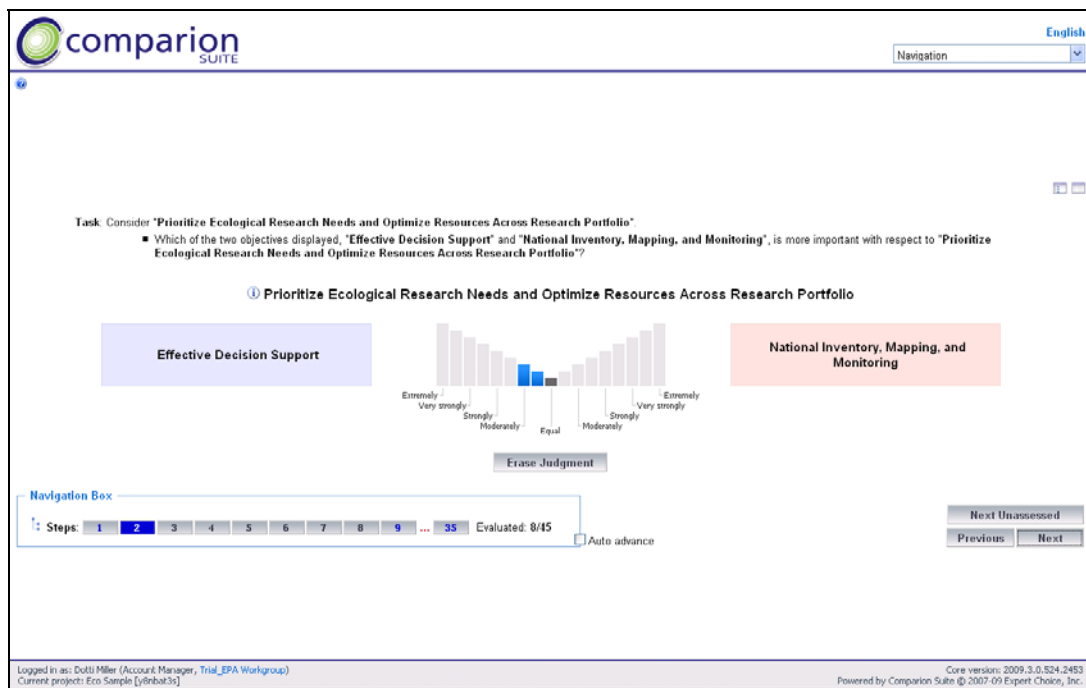 comparion
SUITE
English
Navigation
Task: Consider "Prioritize Ecological Research Needs and Optimize Resources Across Research Portfolio".
■ Which of the two objectives displayed, "Effective Decision Support" and "National Inventory, Mapping, and Monitoring", is more important with respect to "Prioritize
Ecological Research Needs and Optimize Resources Across Research Portfolio"?
Prioritize Ecological Research Needs and Optimize Resources Across Research Portfolio
Effective Decision Support
National Inventory, Mapping, and
Monitoring
Extremely
Very strongly
Strongly
Moderately
Equal
Moderately
Strongly
Very strongly
Extremely
Erase Judgment
Navigation Box
Steps: 1 2 3 4 5 6 7 8 9 ... 35 Evaluated: 8/45
Auto advance
Next Unassessed
Previous Next
Logged in as: Dotti Miller (Account Manager, Trial_EPA Workgroup)
Current project: Eco Sample [y8nbat3s]
Core version: 2009.3.0.524.2453
Powered by Comparion Suite © 2007-09 Expert Choice, Inc.